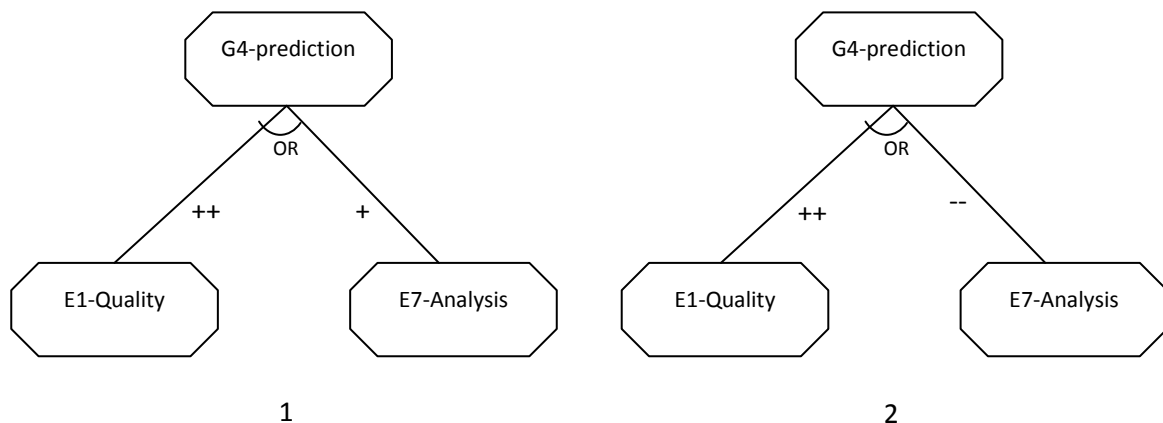 G4-prediction
OR
++
+
E1-Quality
E7-Analysis
1
G4-prediction
OR
++
--
E1-Quality
E7-Analysis
2